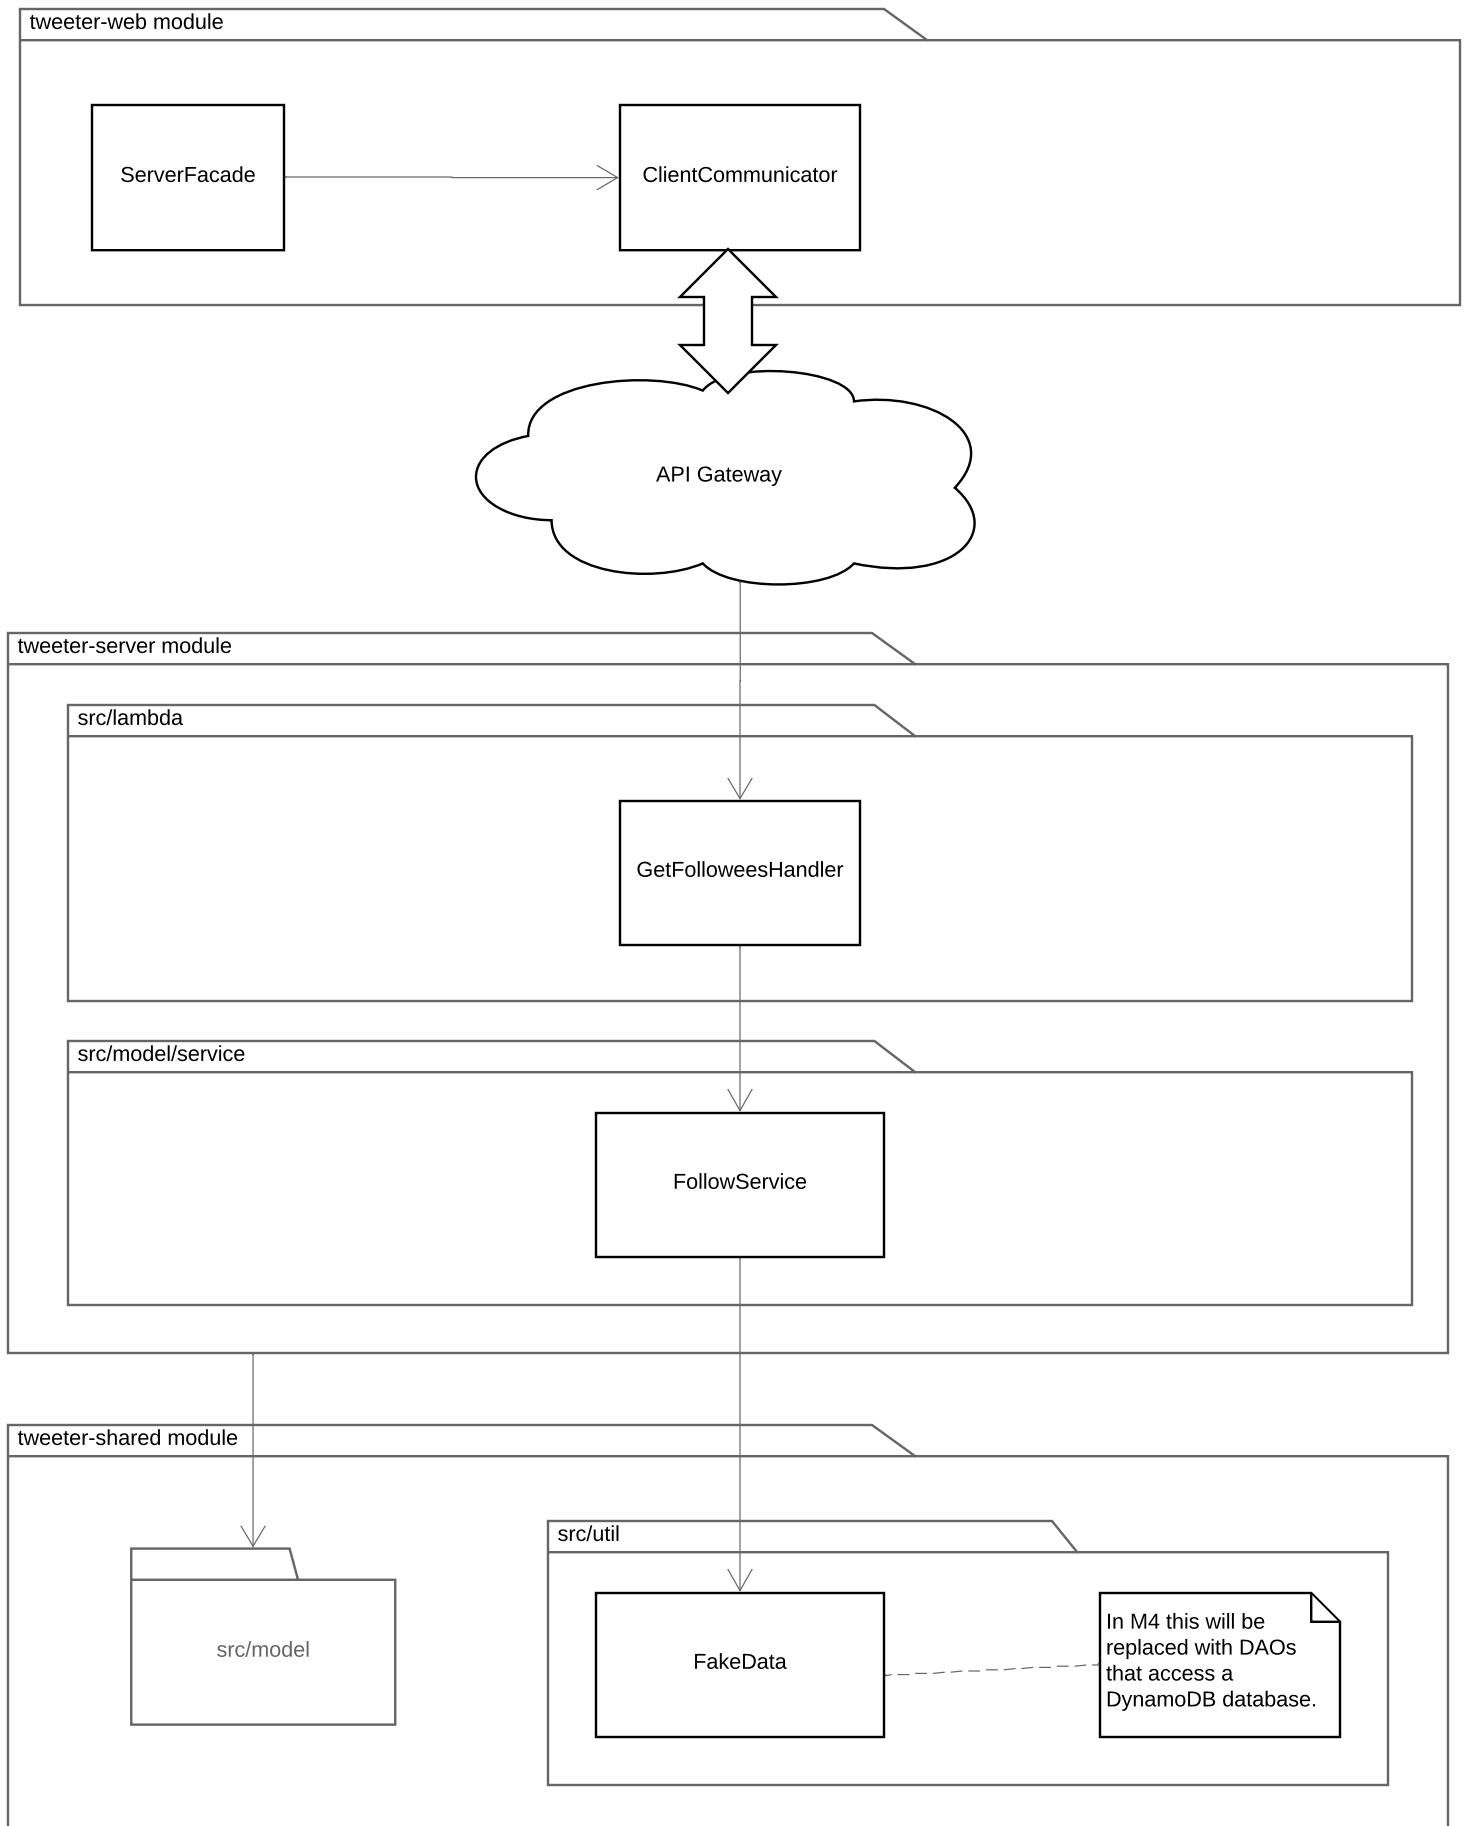 tweeter-web module
ServerFacade
ClientCommunicator
API Gateway
tweeter-server module
src/lambda
GetFolloweesHandler
src/model/service
FollowService
tweeter-shared module
src/model
src/util
FakeData
In M4 this will be
replaced with DAOs
that access a
DynamoDB database.